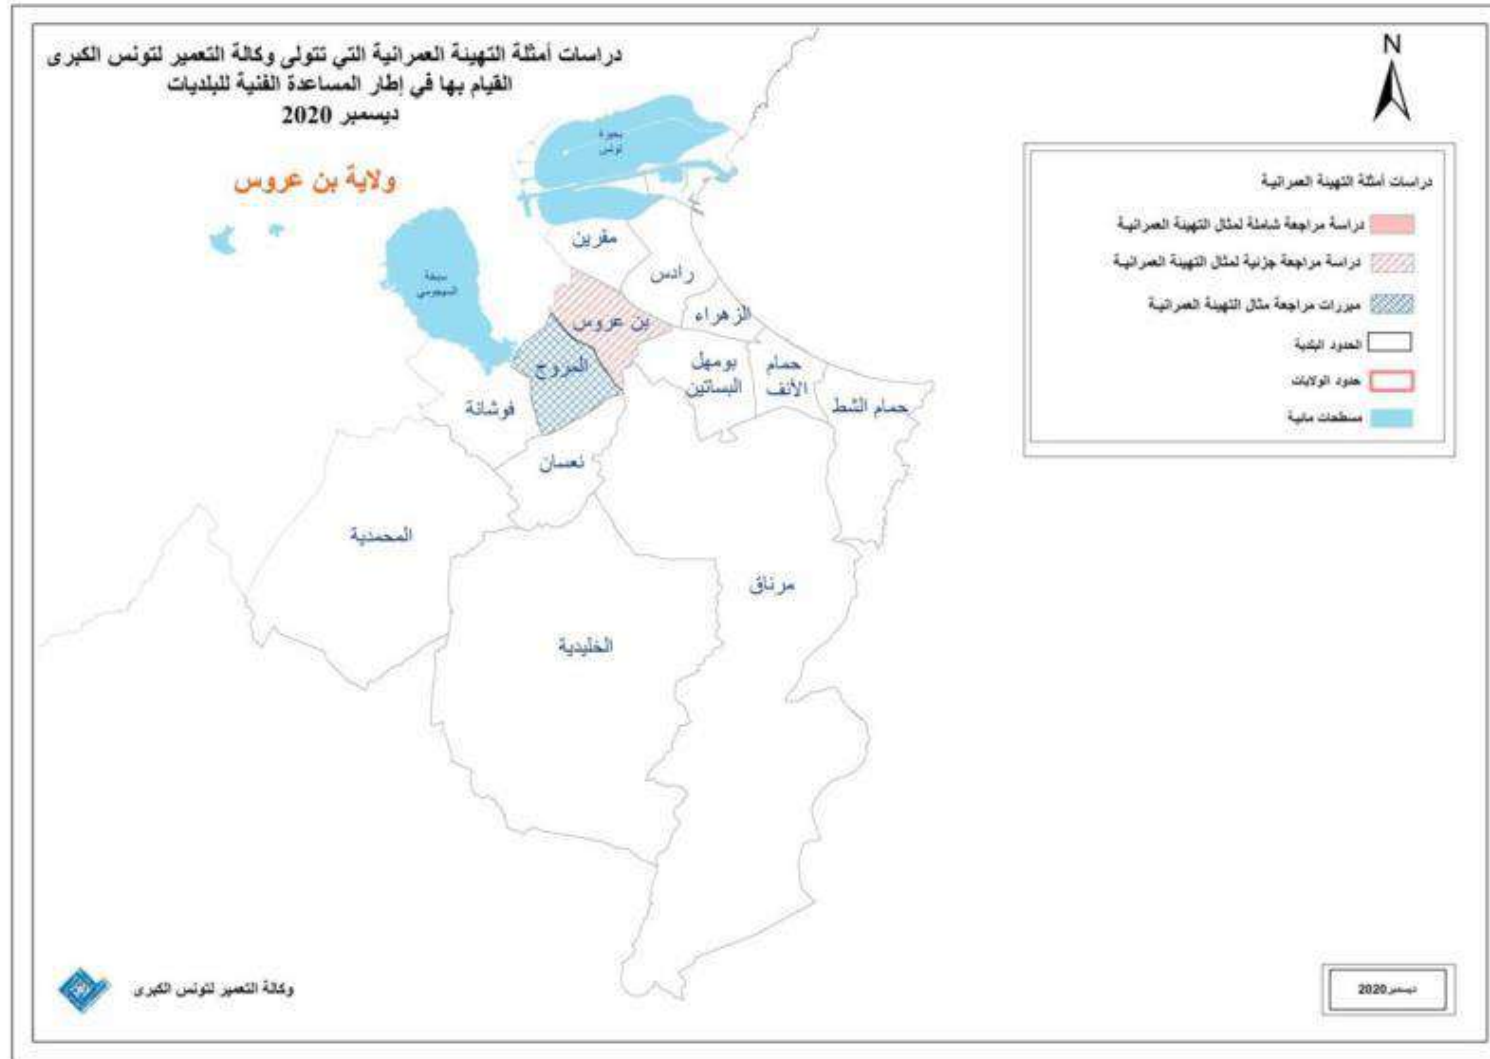 دراسات أمثلة التهيئة العمرانية التي تتولى وكالة التعمير لتونس الكبرى
القيام بها في إطار المساعدة الفنية للبلديات
ديسمبر 2020
ولاية بن عروس
N
دراسات أمثلة التهيئة العمرانية
دراسة مراجعة شاملة لمثال التهيئة العمرانية
دراسة مراجعة جزئية لمثال التهيئة العمرانية
مبررات مراجعة مثال التهيئة العمرانية
الحدود البلدية
حدود الولايات
مسطحات مائية
بحيرة
تونس
سبخة
السيجومي
مقرين
رادس
الزهراء
بن عروس
المروج
بومهل
البساتين
حمام
الأنف
حمام الشط
فوشانة
نعسان
المحمدية
مرناق
الخليدية
وكالة التعمير لتونس الكبرى
ديسمبر 2020